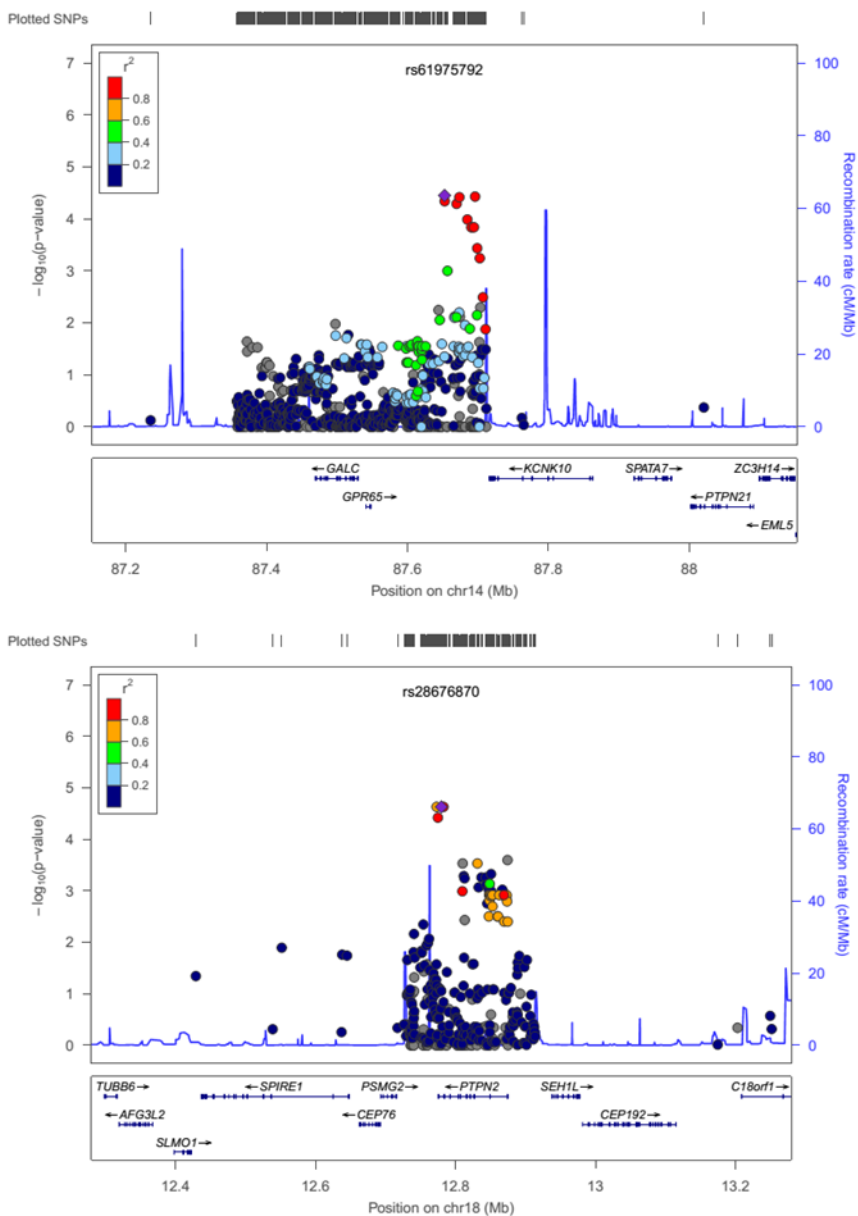 Plotted SNPs
rs61975792
r2
0.8
0.6
0.4
0.2
7
6
5
4
3
2
1
0
− log10(p−value)
100
80
60
40
20
0
Recombination rate (cM/Mb)
←GALC
GPR65→
←KCNK10
SPATA7→
←PTPN21
ZC3H14→
←EML5
87.2 87.4 87.6 87.8 88
Position on chr14 (Mb)
Plotted SNPs
rs28676870
r2
0.8
0.6
0.4
0.2
7
6
5
4
3
2
1
0
− log10(p−value)
100
80
60
40
20
0
Recombination rate (cM/Mb)
TUBB6→ ←SPIRE1 PSMG2→ ←PTPN2 SEH1L→ C18orf1→
←AFG3L2 ←CEP76 CEP192→
SLMO1→
12.4 12.6 12.8 13 13.2
Position on chr18 (Mb)